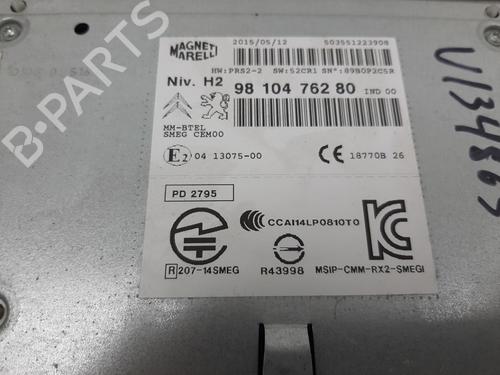 MAGNETI
MARELLI
2015/05/12
503551223908
HW:PRS2-2 SW:52CR1 SN°:898OP2C5R
Niv. H2
98 104 762 80 IND 00
MM-BTEL
SMEG CEM00
E2 04 13075-00
CE 18770B 26
PD 2795
CCAI14LP0810T0
R 207-14SMEG
R43998
MSIP-CMM-RX2-SMEGI
B-PARTS